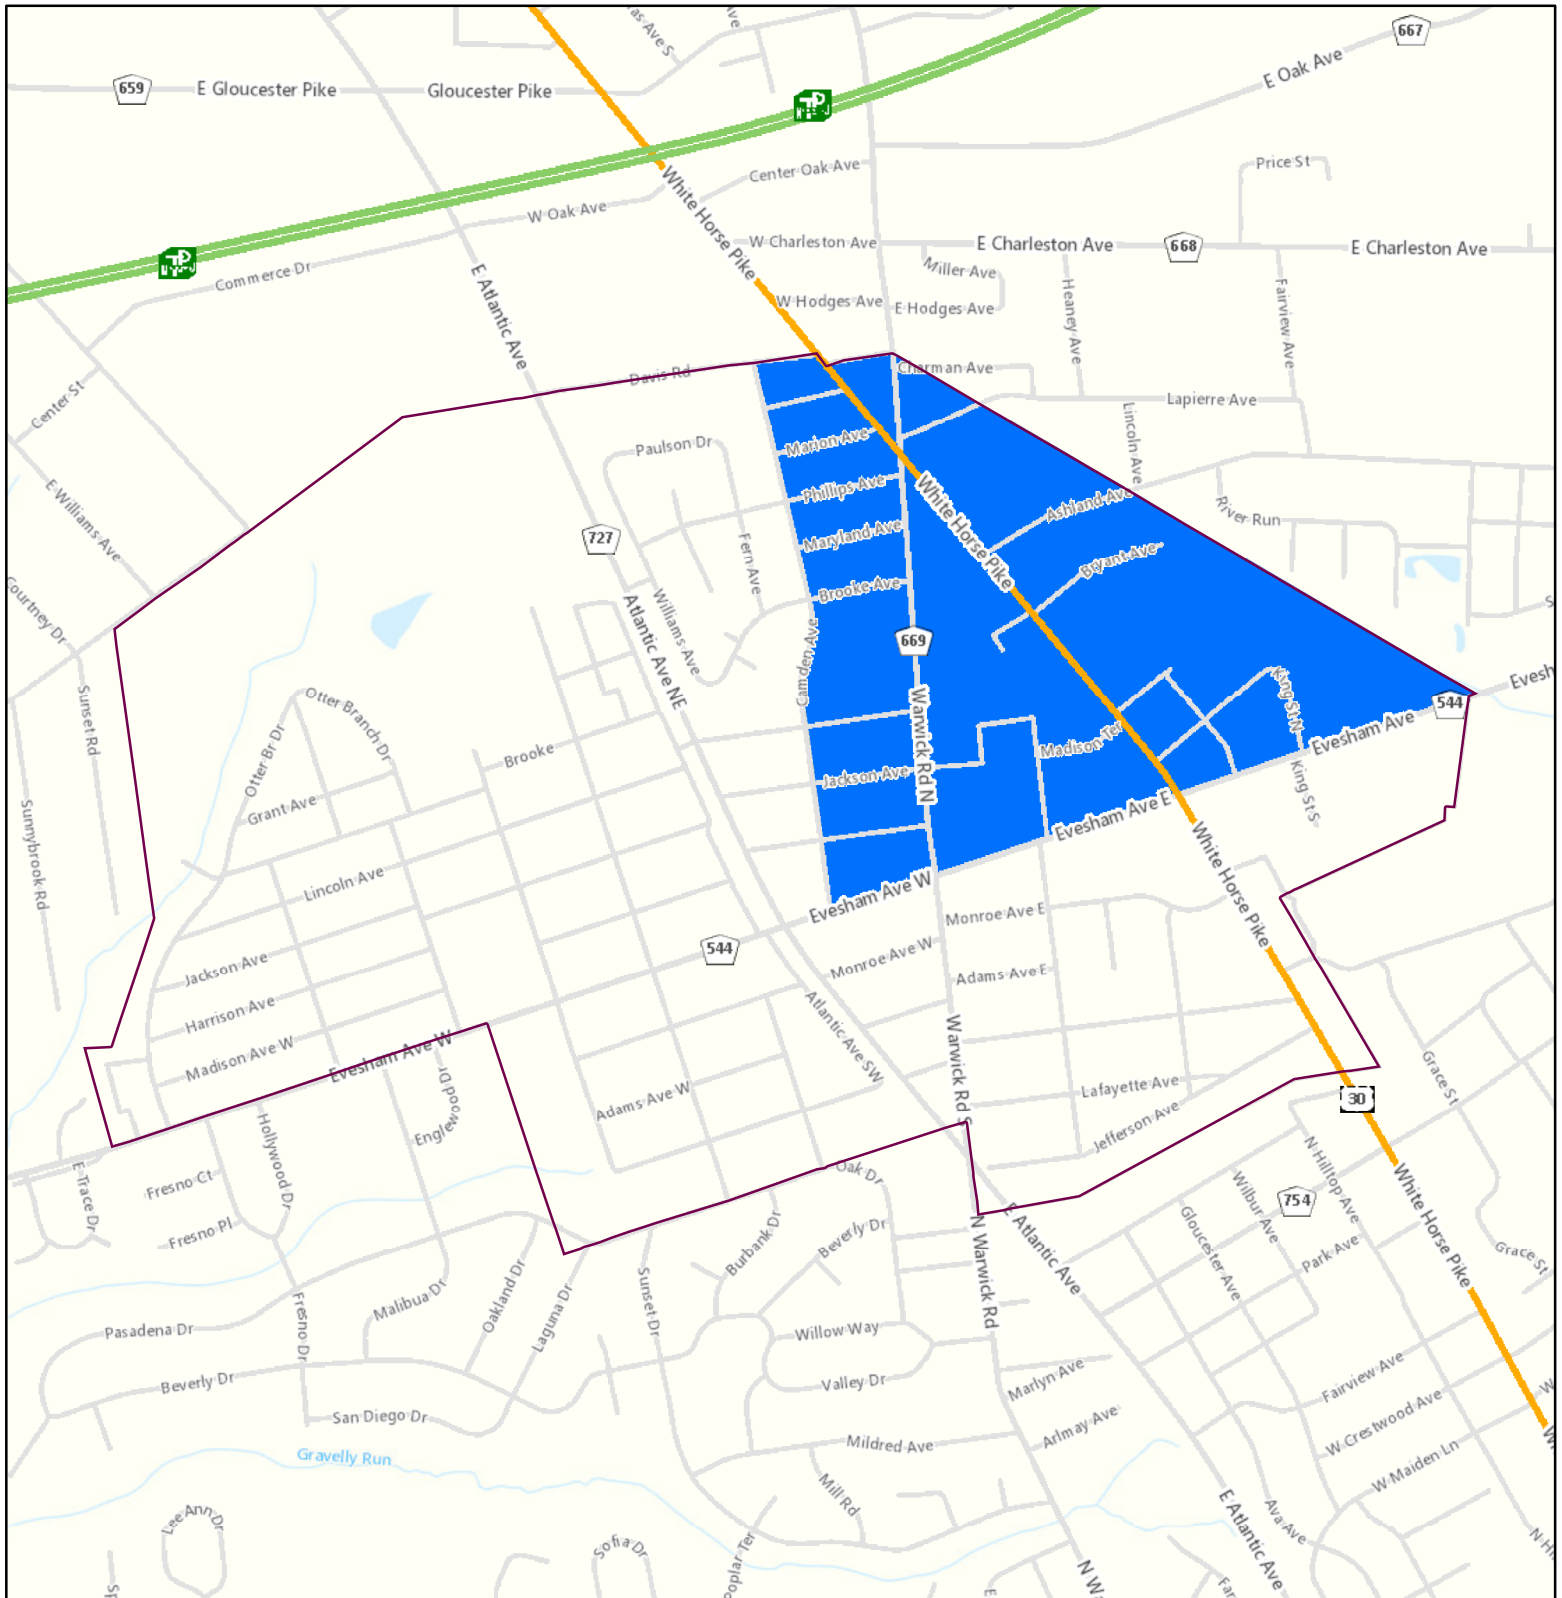 667
659
E Gloucester Pike
Gloucester Pike
E Oak Ave
Center Oak Ave
Price St
W Oak Ave
White Horse Pike
W Charleston Ave
E Charleston Ave
668
E Charleston Ave
Commerce Dr
Miller Ave
E Atlantic Ave
W Hodges Ave
E Hodges Ave
Heaney Ave
Fairview Ave
Davis Rd
Charman Ave
Center St
Lapierre Ave
Lincoln Ave
Paulson Dr
Marion Ave
Phillips Ave
White Horse Pike
Ashland Ave
River Run
E Williams Ave
727
Maryland Ave
Fern Ave
Bryant Ave
Brooke Ave
Courtney Dr
Williams Ave
Atlantic Ave NE
Camden Ave
669
Sunset Rd
Otter Branch Dr
Otter Br Dr
Warwick Rd N
King St N
544
Evesham Ave
Brooke
Madison Ter
Jackson Ave
King St S
Grant Ave
Evesham Ave E
Sunnybrook Rd
White Horse Pike
Lincoln Ave
Evesham Ave W
Monroe Ave E
544
Monroe Ave W
Jackson Ave
Adams Ave E
Harrison Ave
Atlantic Ave SW
Warwick Rd S
Madison Ave W
Evesham Ave W
Grace St
Englewood Dr
Adams Ave W
Lafayette Ave
30
Jefferson Ave
Hollywood Dr
E Trace Dr
Fresno Ct
Oak Dr
N Hilltop Ave
White Horse Pike
Wilbur Ave
754
Fresno Pl
Burbank Dr
Beverly Dr
N Warwick Rd
E Atlantic Ave
Gloucester Ave
Park Ave
Grace St
Sunset Dr
Oakland Dr
Malibua Dr
Laguna Dr
Fresno Dr
Pasadena Dr
Willow Way
Beverly Dr
Valley Dr
Marlyn Ave
Fairview Ave
San Diego Dr
Arlmay Ave
W Crestwood Ave
Gravelly Run
Mildred Ave
W Maiden Ln
Mill Rd
Lee Ann Dr
Sofia Dr
E Atlantic Ave
Ava Ave